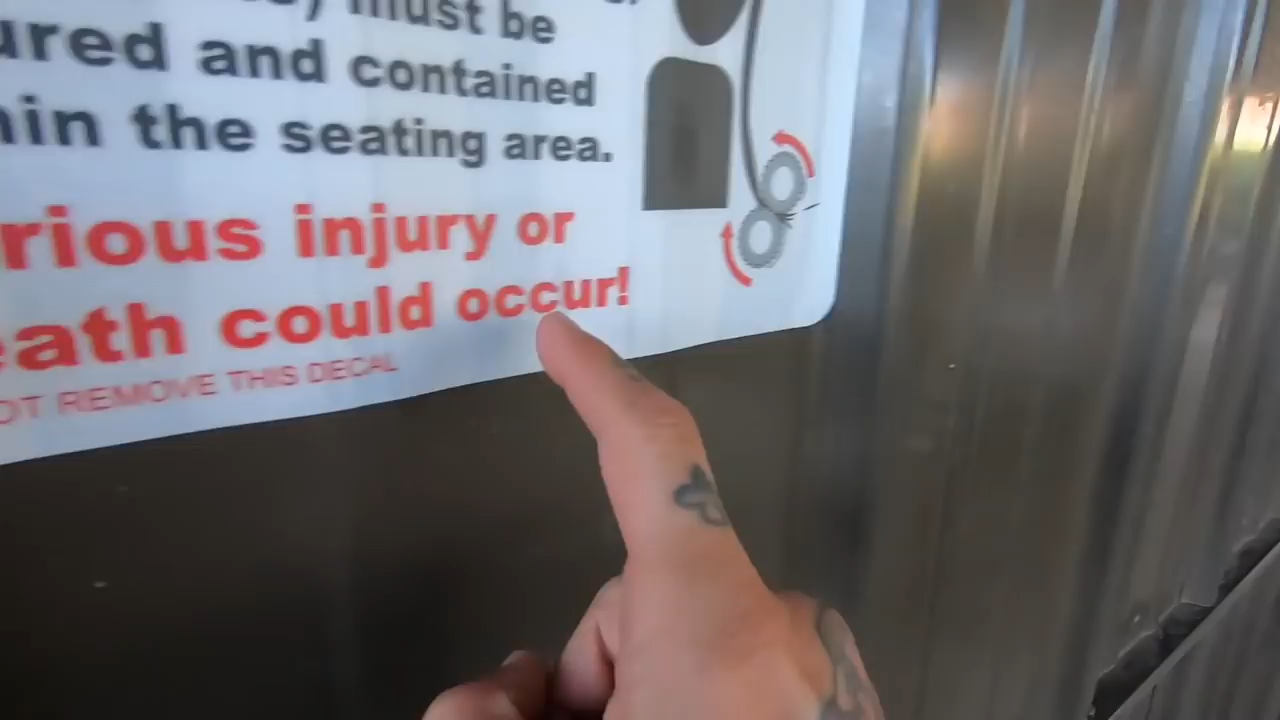 must be
ured and contained
hin the seating area.
rious injury or
eath could occur!
OT REMOVE THIS DECAL